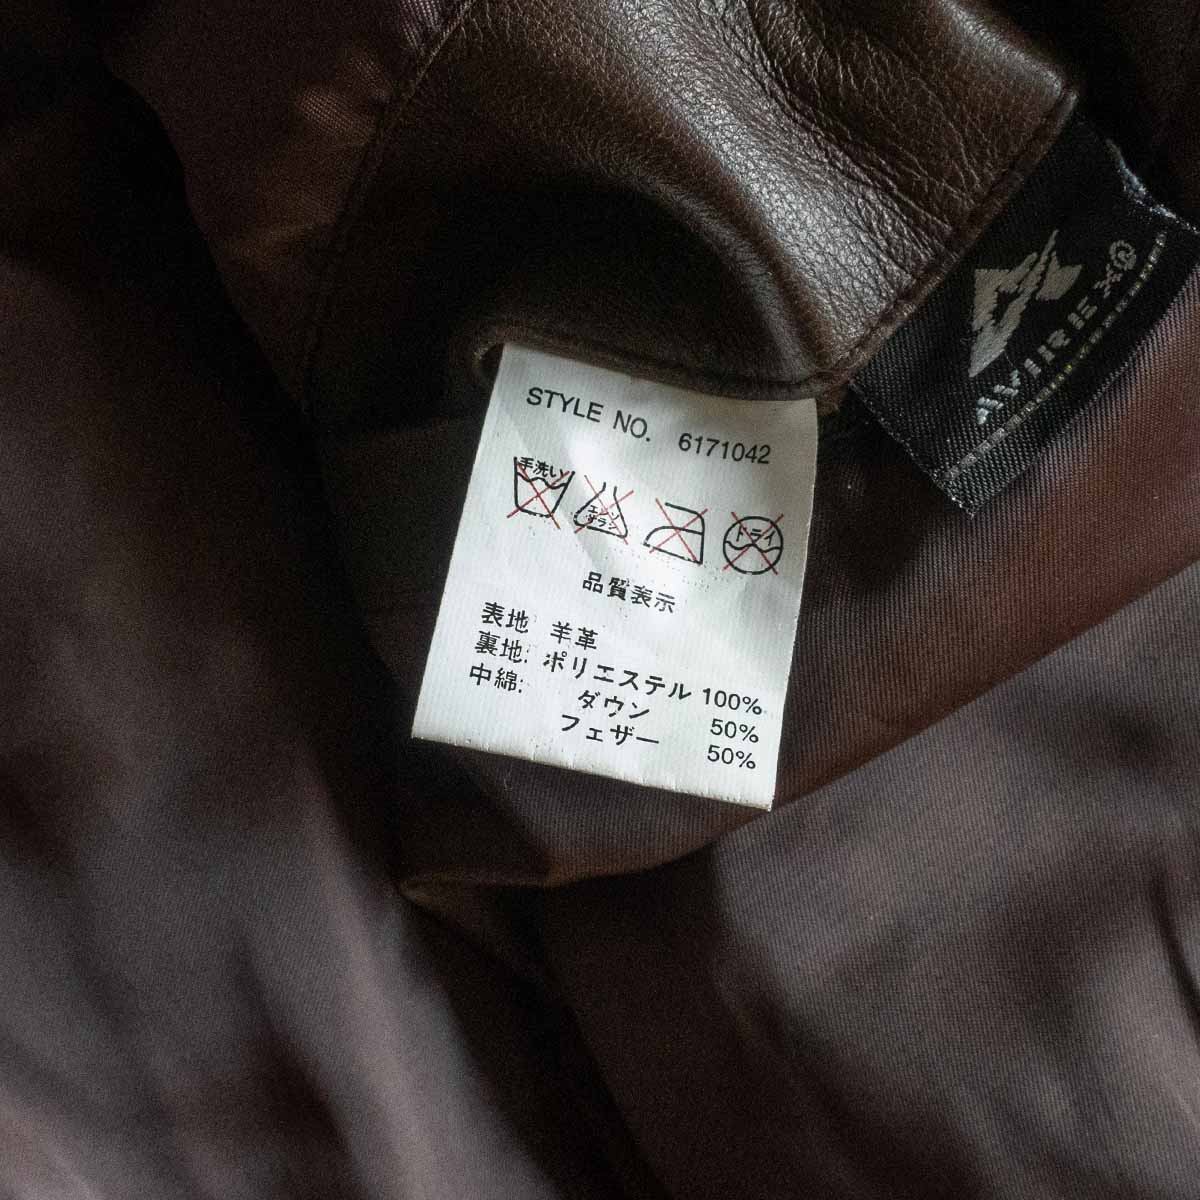 AVIREX®
STYLE NO. 6171042
手洗い
エンソ
サラシ
ドライ
品質表示
表地 羊革
裏地: ポリエステル 100%
中綿: ダウン 50%
フェザー 50%